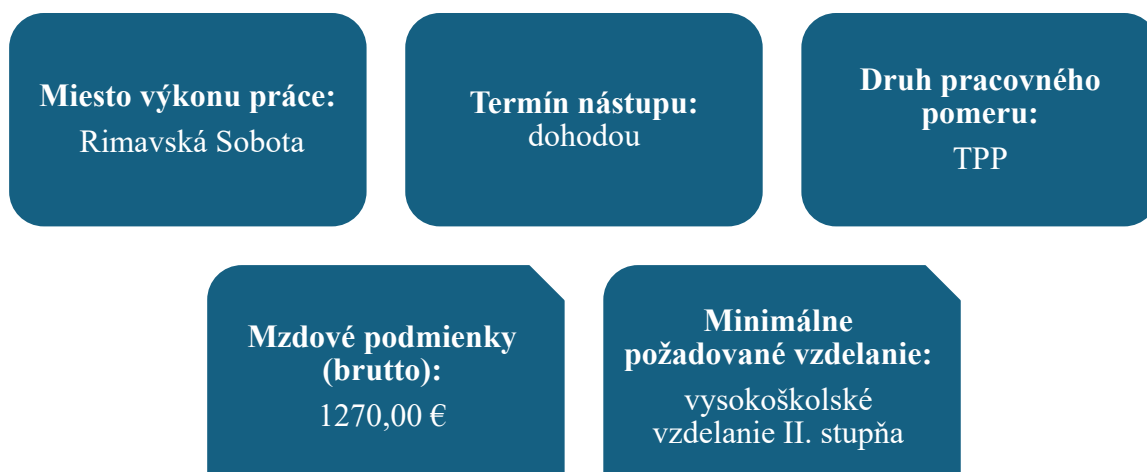 Miesto výkonu práce:
Rimavská Sobota
Termín nástupu:
dohodou
Druh pracovného
pomeru:
TPP
Mzdové podmienky
(brutto):
1270,00 €
Minimálne
požadované vzdelanie:
vysokoškolské
vzdelanie II. stupňa